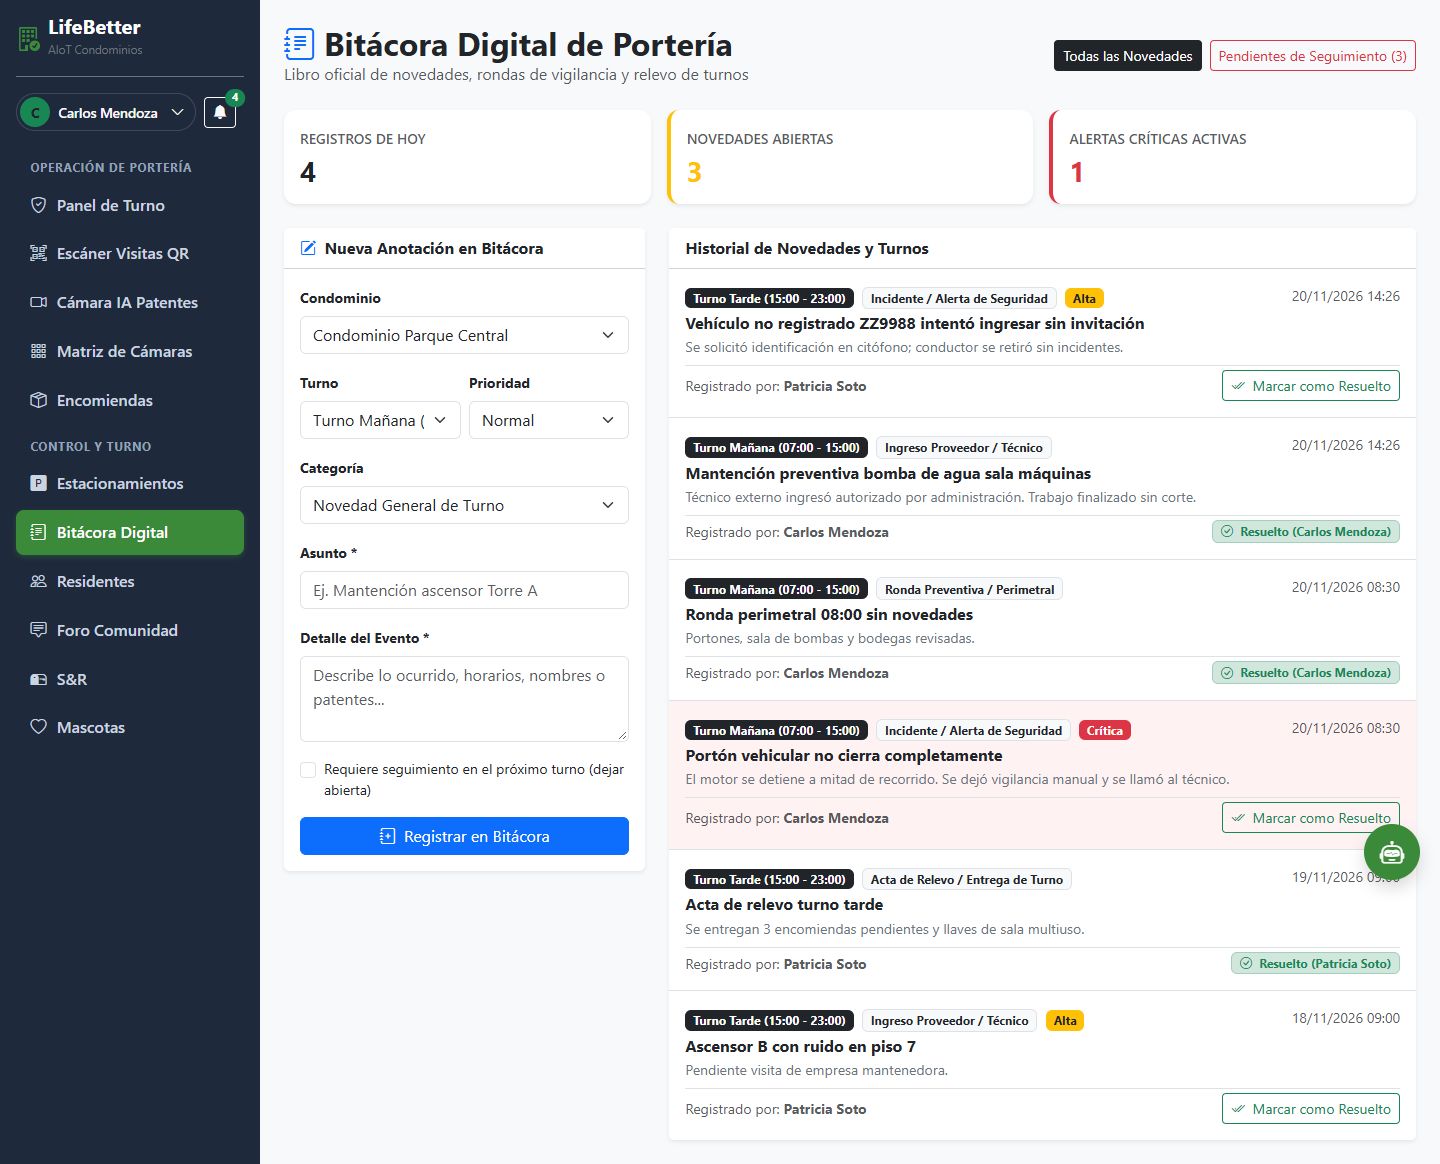 LifeBetter
AIoT Condominios
C
Carlos Mendoza
4
OPERACIÓN DE PORTERÍA
Panel de Turno
Escáner Visitas QR
Cámara IA Patentes
Matriz de Cámaras
Encomiendas
CONTROL Y TURNO
P Estacionamientos
Bitácora Digital
Residentes
Foro Comunidad
S&R
Mascotas
Bitácora Digital de Portería
Libro oficial de novedades, rondas de vigilancia y relevo de turnos
Todas las Novedades
Pendientes de Seguimiento (3)
REGISTROS DE HOY
4
NOVEDADES ABIERTAS
3
ALERTAS CRÍTICAS ACTIVAS
1
Nueva Anotación en Bitácora
Condominio
Condominio Parque Central
Turno
Prioridad
Turno Mañana (
Normal
Categoría
Novedad General de Turno
Asunto *
Ej. Mantención ascensor Torre A
Detalle del Evento *
Describe lo ocurrido, horarios, nombres o
patentes...
Requiere seguimiento en el próximo turno (dejar
abierta)
Registrar en Bitácora
Historial de Novedades y Turnos
Turno Tarde (15:00 - 23:00) Incidente / Alerta de Seguridad Alta 20/11/2026 14:26
Vehículo no registrado ZZ9988 intentó ingresar sin invitación
Se solicitó identificación en citófono; conductor se retiró sin incidentes.
Registrado por: Patricia Soto Marcar como Resuelto
Turno Mañana (07:00 - 15:00) Ingreso Proveedor / Técnico 20/11/2026 14:26
Mantención preventiva bomba de agua sala máquinas
Técnico externo ingresó autorizado por administración. Trabajo finalizado sin corte.
Registrado por: Carlos Mendoza Resuelto (Carlos Mendoza)
Turno Mañana (07:00 - 15:00) Ronda Preventiva / Perimetral 20/11/2026 08:30
Ronda perimetral 08:00 sin novedades
Portones, sala de bombas y bodegas revisadas.
Registrado por: Carlos Mendoza Resuelto (Carlos Mendoza)
Turno Mañana (07:00 - 15:00) Incidente / Alerta de Seguridad Crítica 20/11/2026 08:30
Portón vehicular no cierra completamente
El motor se detiene a mitad de recorrido. Se dejó vigilancia manual y se llamó al técnico.
Registrado por: Carlos Mendoza Marcar como Resuelto
Turno Tarde (15:00 - 23:00) Acta de Relevo / Entrega de Turno 19/11/2026
Acta de relevo turno tarde
Se entregan 3 encomiendas pendientes y llaves de sala multiuso.
Registrado por: Patricia Soto Resuelto (Patricia Soto)
Turno Tarde (15:00 - 23:00) Ingreso Proveedor / Técnico Alta 18/11/2026 09:00
Ascensor B con ruido en piso 7
Pendiente visita de empresa mantenedora.
Registrado por: Patricia Soto Marcar como Resuelto